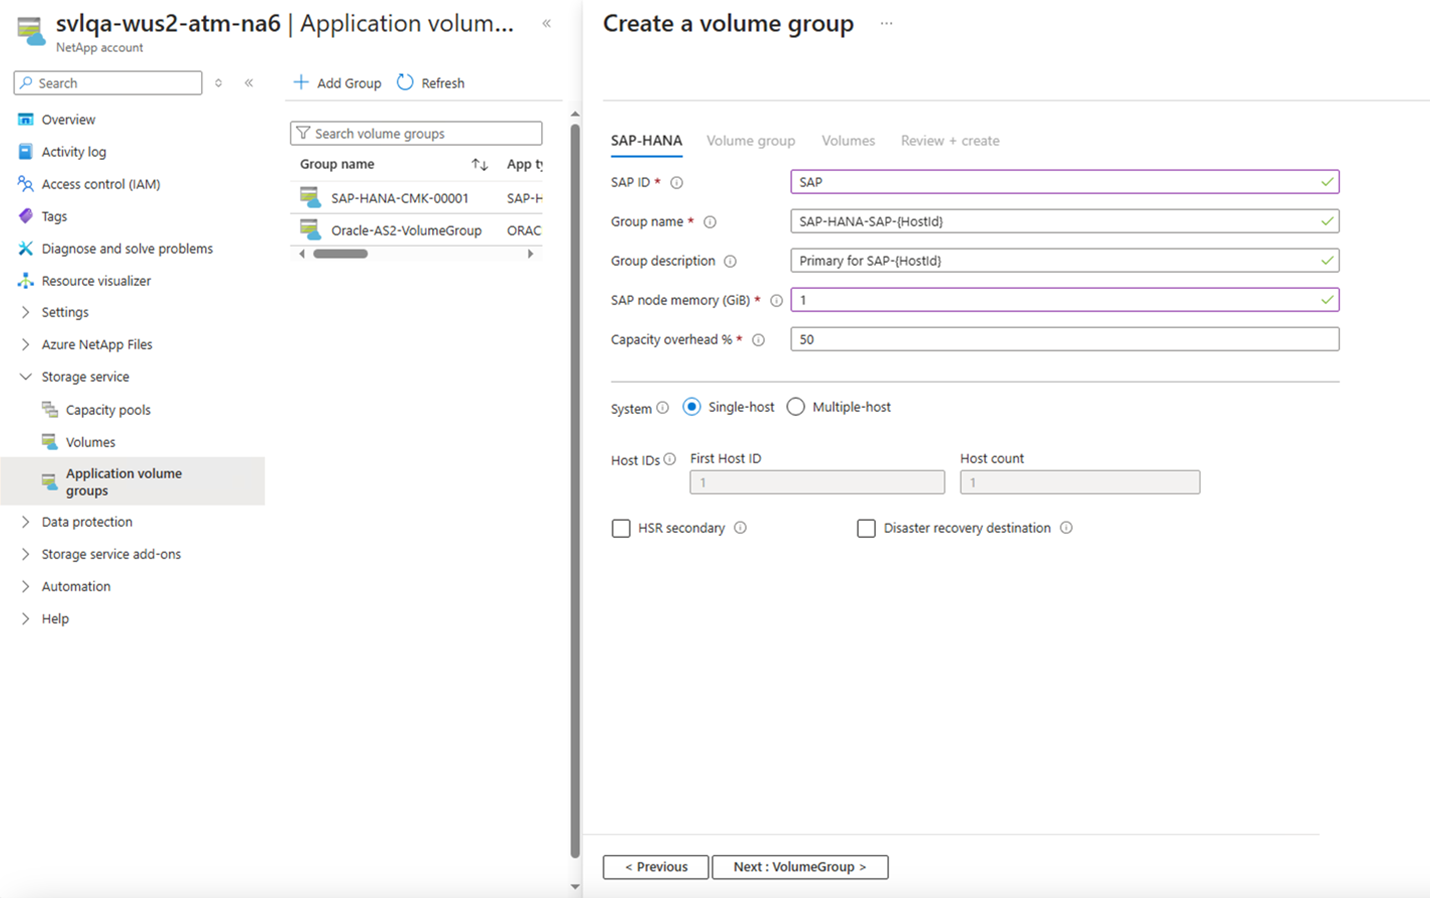 svlqa-wus2-atm-na6 | Application volum...
NetApp account
Search
Overview
Activity log
Access control (IAM)
Tags
Diagnose and solve problems
Resource visualizer
Settings
Azure NetApp Files
Storage service
Capacity pools
Volumes
Application volume
groups
Data protection
Storage service add-ons
Automation
Help
Add Group
Refresh
Search volume groups
Group name
App ty
SAP-HANA-CMK-00001
SAP-H
Oracle-AS2-VolumeGroup
ORAC
Create a volume group
...
SAP-HANA
Volume group
Volumes
Review + create
SAP ID *
SAP
Group name *
SAP-HANA-SAP-{HostId}
Group description
Primary for SAP-{HostId}
SAP node memory (GiB) *
1
Capacity overhead % *
50
System
Single-host
Multiple-host
Host IDs
First Host ID
1
Host count
1
HSR secondary
Disaster recovery destination
< Previous
Next : VolumeGroup >